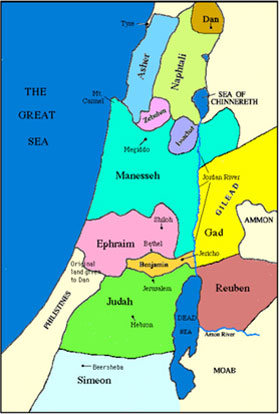 Dan
Tyre
Asher
Naphtali
THE
GREAT
SEA
Mt.
Carmel
SEA OF
CHINNERETH
Zebulun
Issachar
Megiddo
Manesseh
Jordan River
GILEAD
AMMON
Shiloh
Gad
Ephraim
Bethel
Jericho
Benjamin
Original
land given
to Dan
Jerusalem
Reuben
PHILISTINES
Judah
Hebron
DEAD
SEA
Arnon River
Beersheba
Simeon
MOAB